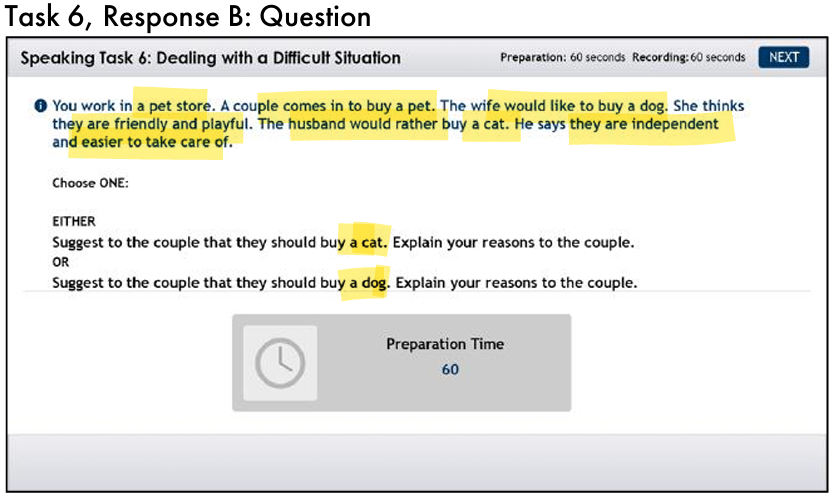 Task 6, Response B: Question
Speaking Task 6: Dealing with a Difficult Situation
Preparation: 60 seconds Recording: 60 seconds
NEXT
You work in a pet store. A couple comes in to buy a pet. The wife would like to buy a dog. She thinks
they are friendly and playful. The husband would rather buy a cat. He says they are independent
and easier to take care of.
Choose ONE:
EITHER
Suggest to the couple that they should buy a cat. Explain your reasons to the couple.
OR
Suggest to the couple that they should buy a dog. Explain your reasons to the couple.
Preparation Time
60